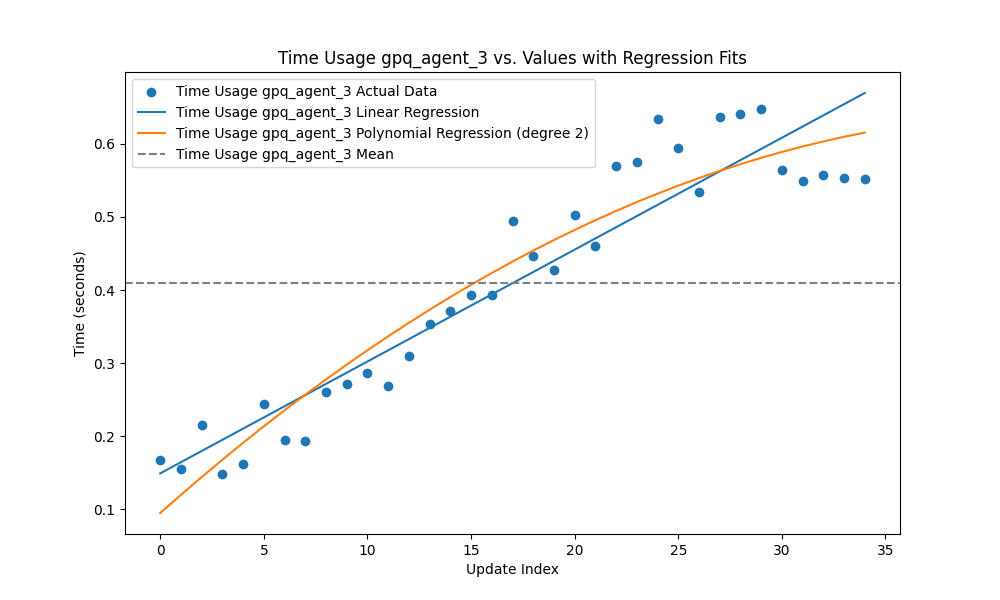 Time Usage gpq_agent_3 vs. Values with Regression Fits
Time Usage gpq_agent_3 Actual Data
Time Usage gpq_agent_3 Linear Regression
Time Usage gpq_agent_3 Polynomial Regression (degree 2)
Time Usage gpq_agent_3 Mean
Time (seconds)
0.6
0.5
0.4
0.3
0.2
0.1
0 5 10 15 20 25 30 35
Update Index